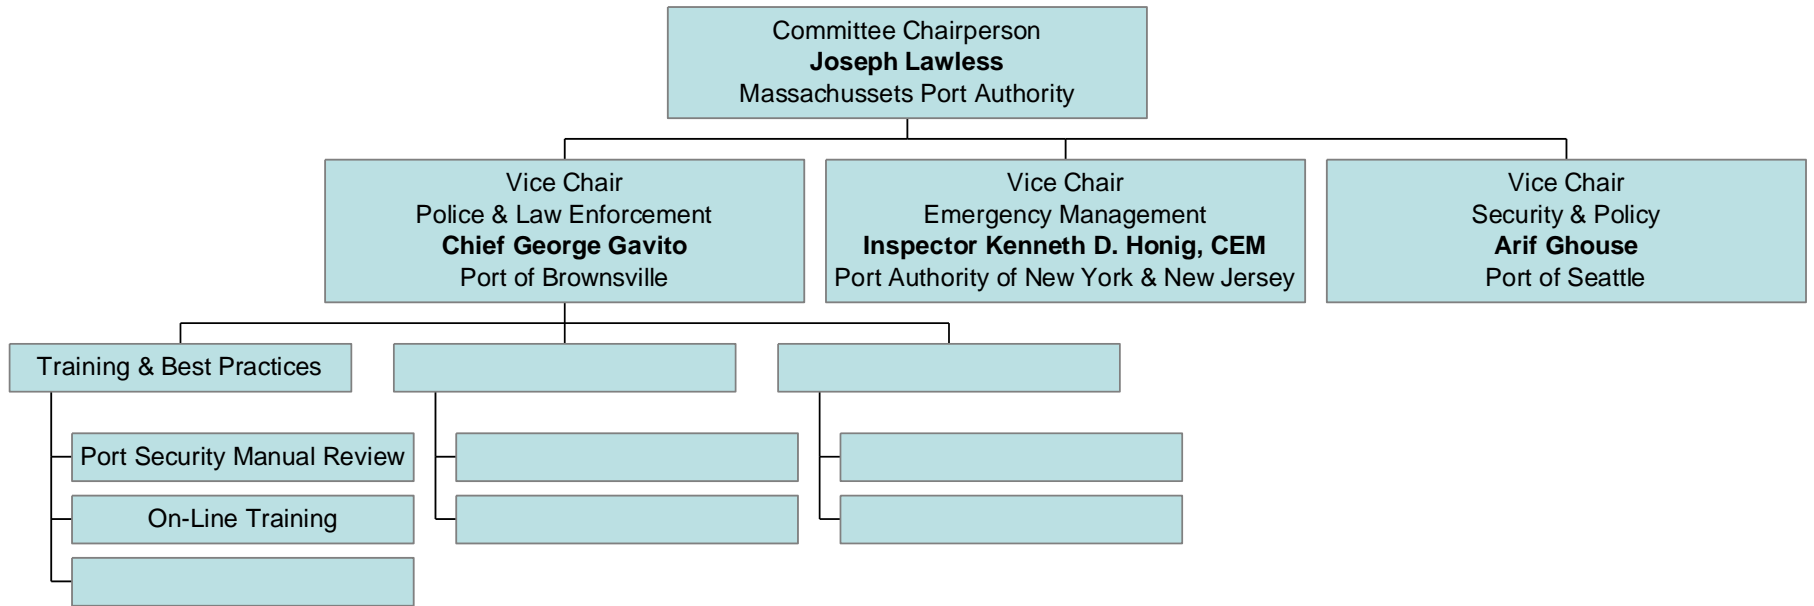 Committee Chairperson
Joseph Lawless
Massachussets Port Authority
Vice Chair
Police & Law Enforcement
Chief George Gavito
Port of Brownsville
Vice Chair
Emergency Management
Inspector Kenneth D. Honig, CEM
Port Authority of New York & New Jersey
Vice Chair
Security & Policy
Arif Ghouse
Port of Seattle
Training & Best Practices
Port Security Manual Review
On-Line Training